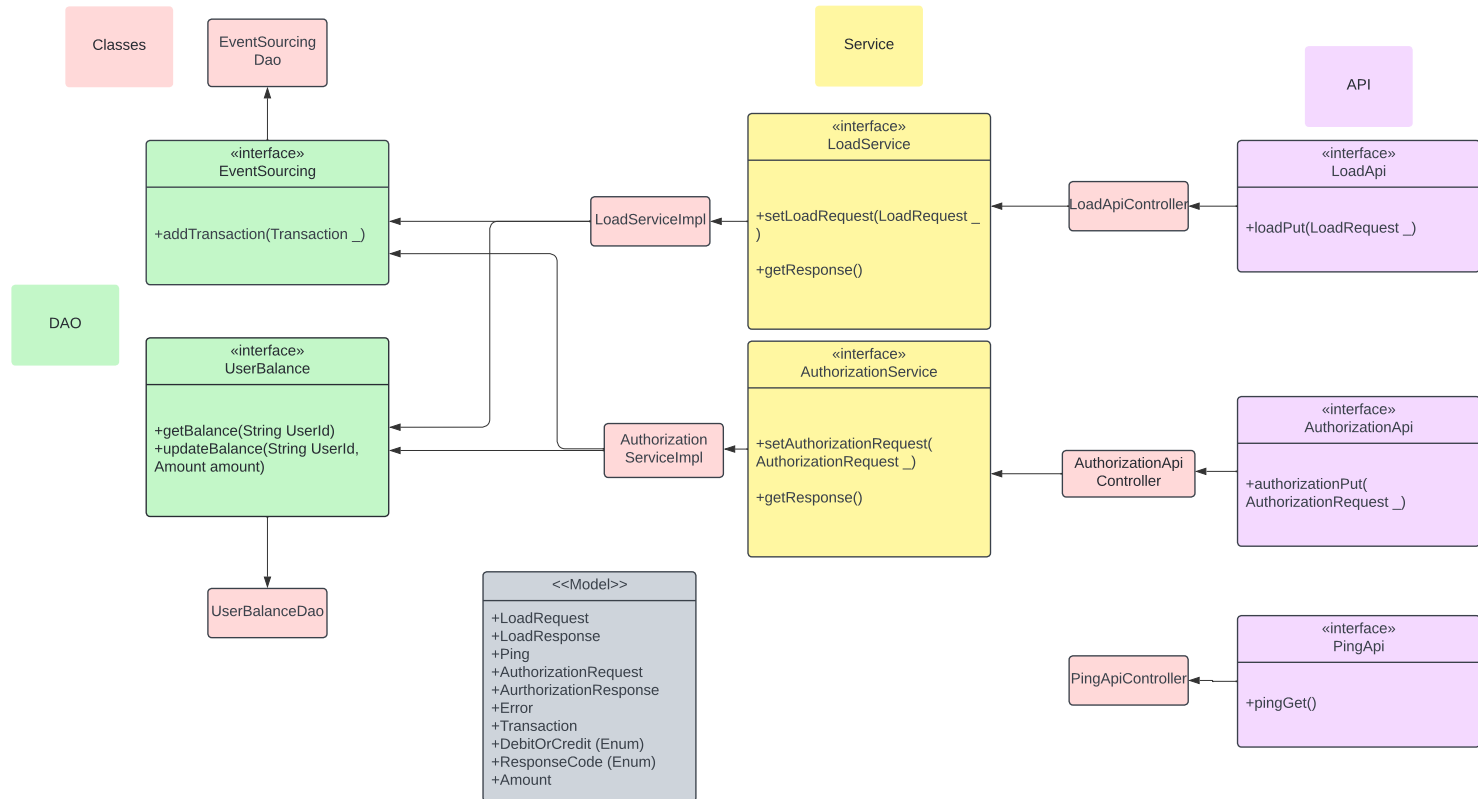 Classes
EventSourcing
Dao
Service
API
«interface»
EventSourcing
+addTransaction(Transaction _)
LoadServiceImpl
«interface»
LoadService
+setLoadRequest(LoadRequest _
)
+getResponse()
LoadApiController
«interface»
LoadApi
+loadPut(LoadRequest _)
DAO
«interface»
UserBalance
+getBalance(String UserId)
+updateBalance(String UserId,
Amount amount)
Authorization
ServiceImpl
«interface»
AuthorizationService
+setAuthorizationRequest(
AuthorizationRequest _)
+getResponse()
AuthorizationApi
Controller
«interface»
AuthorizationApi
+authorizationPut(
AuthorizationRequest _)
UserBalanceDao
<<Model>>
+LoadRequest
+LoadResponse
+Ping
+AuthorizationRequest
+AurthorizationResponse
+Error
+Transaction
+DebitOrCredit (Enum)
+ResponseCode (Enum)
+Amount
PingApiController
«interface»
PingApi
+pingGet()